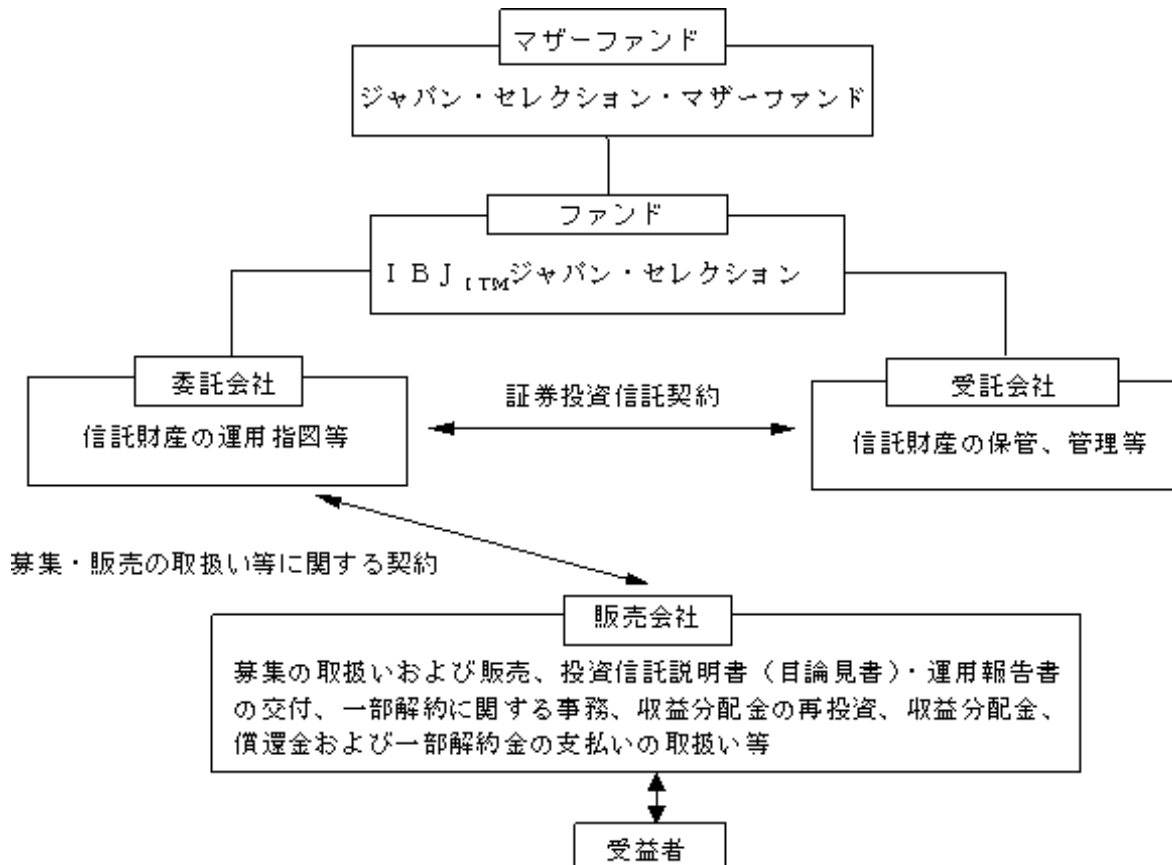 マザーファンド
ジャパン・セレクション・マザーファンド
ファンド
ＩＢＪITMジャパン・セレクション
委託会社
信託財産の運用指図等
証券投資信託契約
受託会社
信託財産の保管、管理等
募集・販売の取扱い等に関する契約
販売会社
募集の取扱いおよび販売、投資信託説明書（目論見書）・運用報告書
の交付、一部解約に関する事務、収益分配金の再投資、収益分配金、
償還金および一部解約金の支払いの取扱い等
受益者